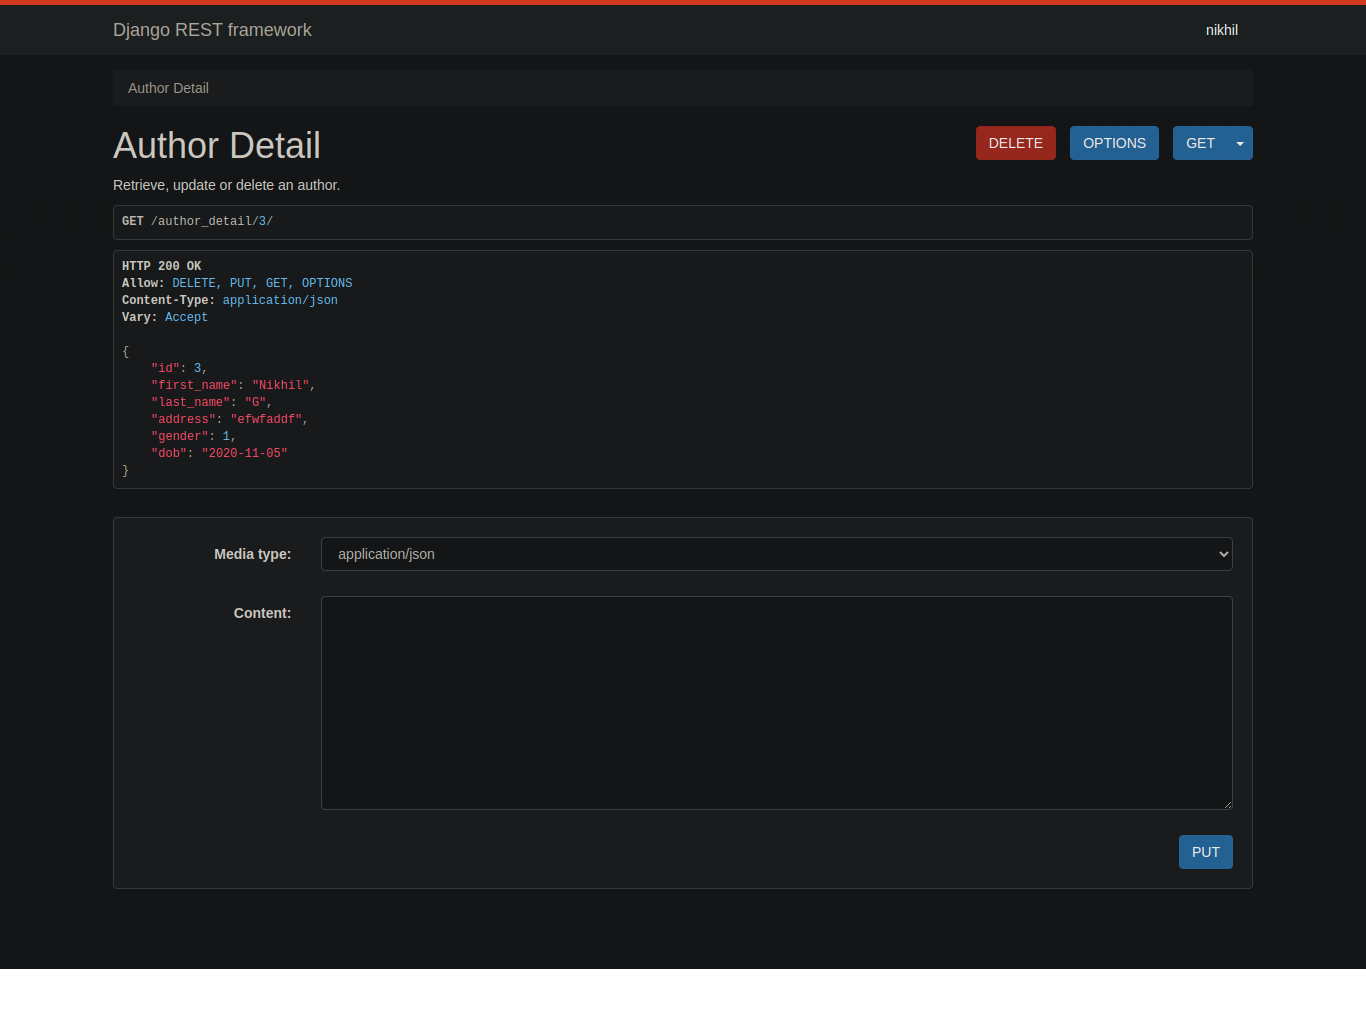 Django REST framework
nikhil
Author Detail
Author Detail
DELETE
OPTIONS
GET
Retrieve, update or delete an author.
GET /author_detail/3/
HTTP 200 OK
Allow: DELETE, PUT, GET, OPTIONS
Content-Type: application/json
Vary: Accept
{
    "id": 3,
    "first_name": "Nikhil",
    "last_name": "G",
    "address": "efwfaddf",
    "gender": 1,
    "dob": "2020-11-05"
}
Media type:
application/json
Content:
PUT